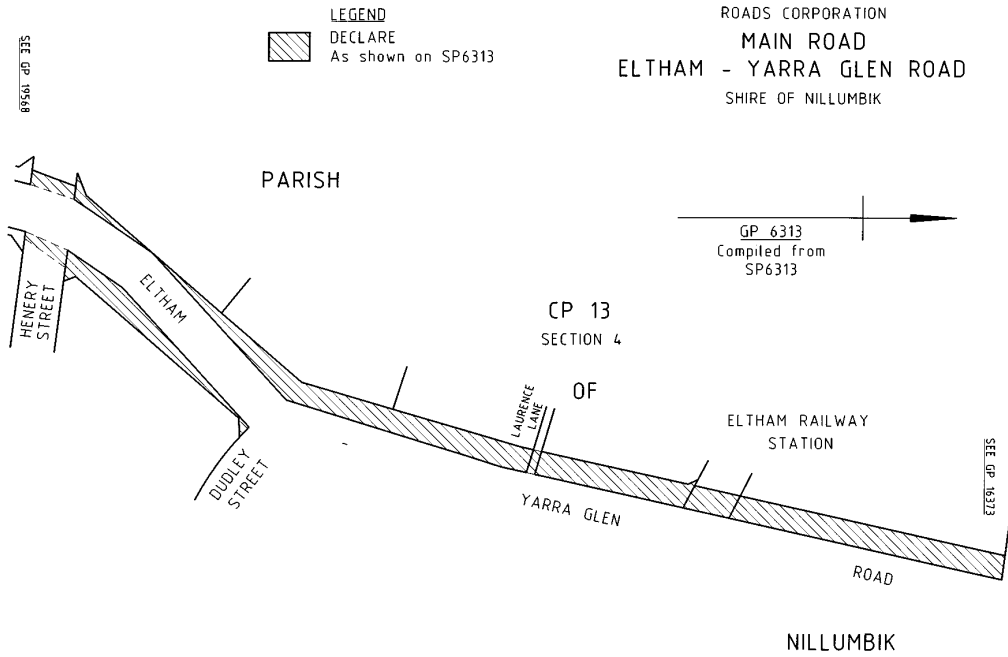 LEGEND
DECLARE
As shown on SP6313
ROADS CORPORATION
MAIN ROAD
ELTHAM - YARRA GLEN ROAD
SHIRE OF NILLUMBIK
SEE GP 19568
PARISH
GP 6313
Compiled from
SP6313
HENERY
STREET
ELTHAM
CP 13
SECTION 4
OF
LAURENCE
LANE
ELTHAM RAILWAY
STATION
SEE GP 16373
DUDLEY
STREET
YARRA GLEN
ROAD
NILLUMBIK